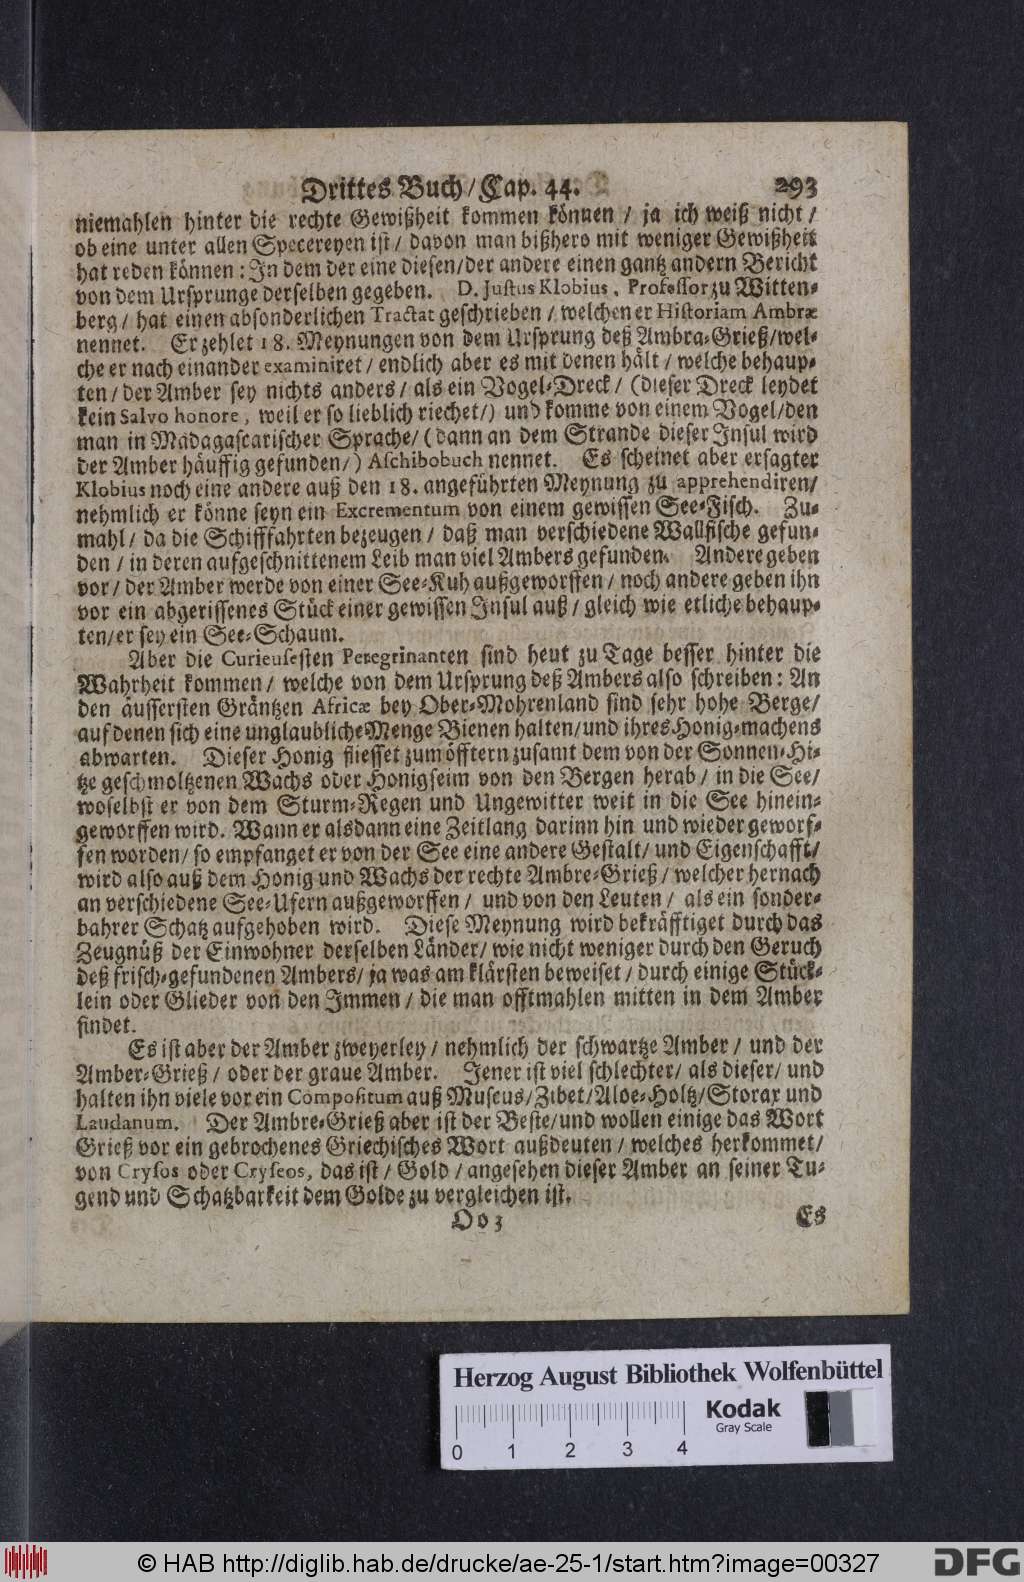 Drittes Buch / Cap. 44. 293
niemahlen hinter die rechte Gewißheit kommen können / ja ich weiß nicht /
ob eine unter allen Specereyen ist / davon man bißhero mit weniger Gewißheit
hat reden können : In dem der eine diesen / der andere einen gantz andern Bericht
von dem Ursprunge derselben gegeben. D. Justus Klobius, Professor zu Witten-
berg / hat einen absonderlichen Tractat geschrieben / welchen er Historiam Ambræ
nennet. Er zehlet 18. Meynungen von dem Ursprung deß Ambra-Grieß / wel-
che er nach einander examiniret / endlich aber es mit denen hält / welche behaup-
ten / der Amber sey nichts anders / als ein Vogel-Dreck / (dieser Dreck leydet
kein Salvo honore, weil er so lieblich riechet /) und komme von einem Vogel / den
man in Madagascarischer Sprache / (dann an dem Strande dieser Insul wird
der Amber häuffig gefunden /) Aschibobuch nennet. Es scheinet aber ersagter
Klobius noch eine andere auß den 18. angeführten Meynung zu apprehendiren /
nehmlich er könne seyn ein Excrementum von einem gewissen See-Fisch. Zu-
mahl / da die Schifffahrten bezeugen / daß man verschiedene Wallfische gefun-
den / in deren aufgeschnittenem Leib man viel Ambers gefunden. Andere geben
vor / der Amber werde von einer See-Kuh außgeworffen / noch andere geben ihn
vor ein abgerissenes Stück einer gewissen Insul auß / gleich wie etliche behaup-
ten / er sey ein See-Schaum.
Aber die Curieusesten Peregrinanten sind heut zu Tage besser hinter die
Wahrheit kommen / welche von dem Ursprung deß Ambers also schreiben : An
den äussersten Gräntzen Africæ bey Ober-Mohrenland sind sehr hohe Berge /
auf denen sich eine unglaubliche Menge Bienen halten / und ihres Honig-machens
abwarten. Dieser Honig fliesset zum öfftern zusamt dem von der Sonnen-Hi-
tze geschmoltzenen Wachs oder Honigseim von den Bergen herab / in die See /
woselbst er von dem Sturm-Regen und Ungewitter weit in die See hinein-
geworffen wird. Wann er alsdann eine Zeitlang darinn hin und wieder geworf-
fen worden / so empfanget er von der See eine andere Gestalt / und Eigenschafft /
wird also auß dem Honig und Wachs der rechte Ambre-Grieß / welcher hernach
an verschiedene See-Ufern außgeworffen / und von den Leuten / als ein sonder-
bahrer Schatz aufgehoben wird. Diese Meynung wird bekräfftiget durch das
Zeugnüß der Einwohner derselben Länder / wie nicht weniger durch den Geruch
deß frisch-gefundenen Ambers / ja was am klärsten beweiset / durch einige Stück-
lein oder Glieder von den Immen / die man offtmahlen mitten in dem Amber
findet.
Es ist aber der Amber zweyerley / nehmlich der schwartze Amber / und der
Amber-Grieß / oder der graue Amber. Jener ist viel schlechter / als dieser / und
halten ihn viele vor ein Compositum auß Muscus / Zibet / Aloe-Holtz / Storax und
Laudanum. Der Ambre-Grieß aber ist der Beste / und wollen einige das Wort
Grieß vor ein gebrochenes Griechisches Wort außdeuten / welches herkommet /
von Crysos oder Cryseos, das ist / Gold / angesehen dieser Amber an seiner Tu-
gend und Schatzbarkeit dem Golde zu vergleichen ist.
Oo 3 Es
Herzog August Bibliothek Wolfenbüttel
Kodak
Gray Scale
0 1 2 3 4
© HAB http://diglib.hab.de/drucke/ae-25-1/start.htm?image=00327
DFG